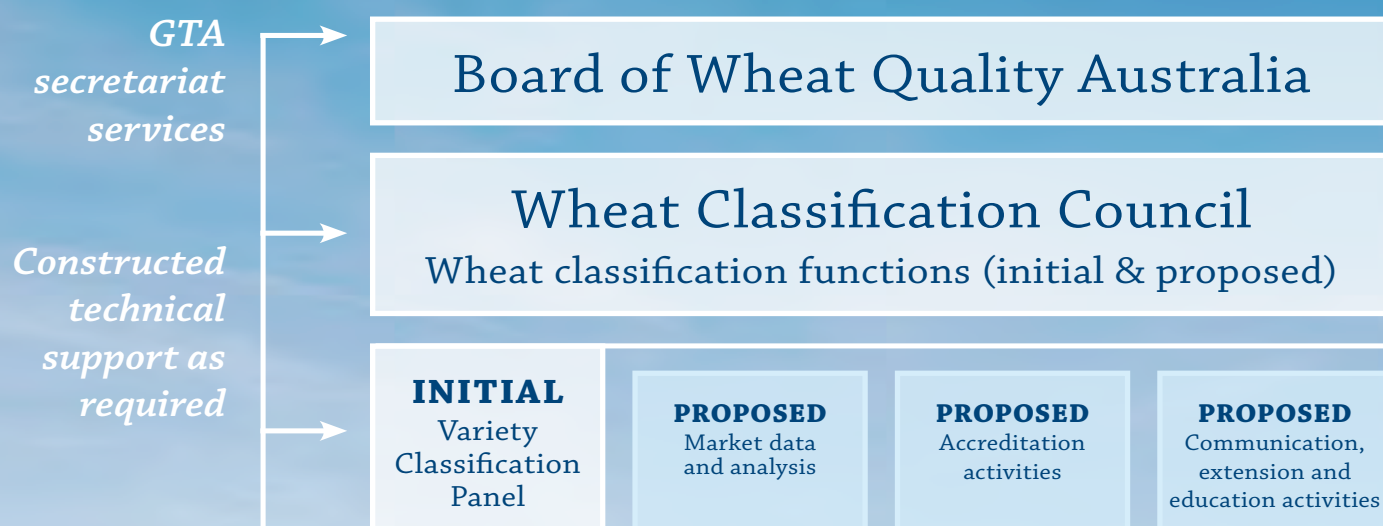 GTA
secretariat
services
Constructed
technical
support as
required
Board of Wheat Quality Australia
Wheat Classification Council
Wheat classification functions (initial & proposed)
INITIAL
Variety
Classification
Panel
PROPOSED
Market data
and analysis
PROPOSED
Accreditation
activities
PROPOSED
Communication,
extension and
education activities